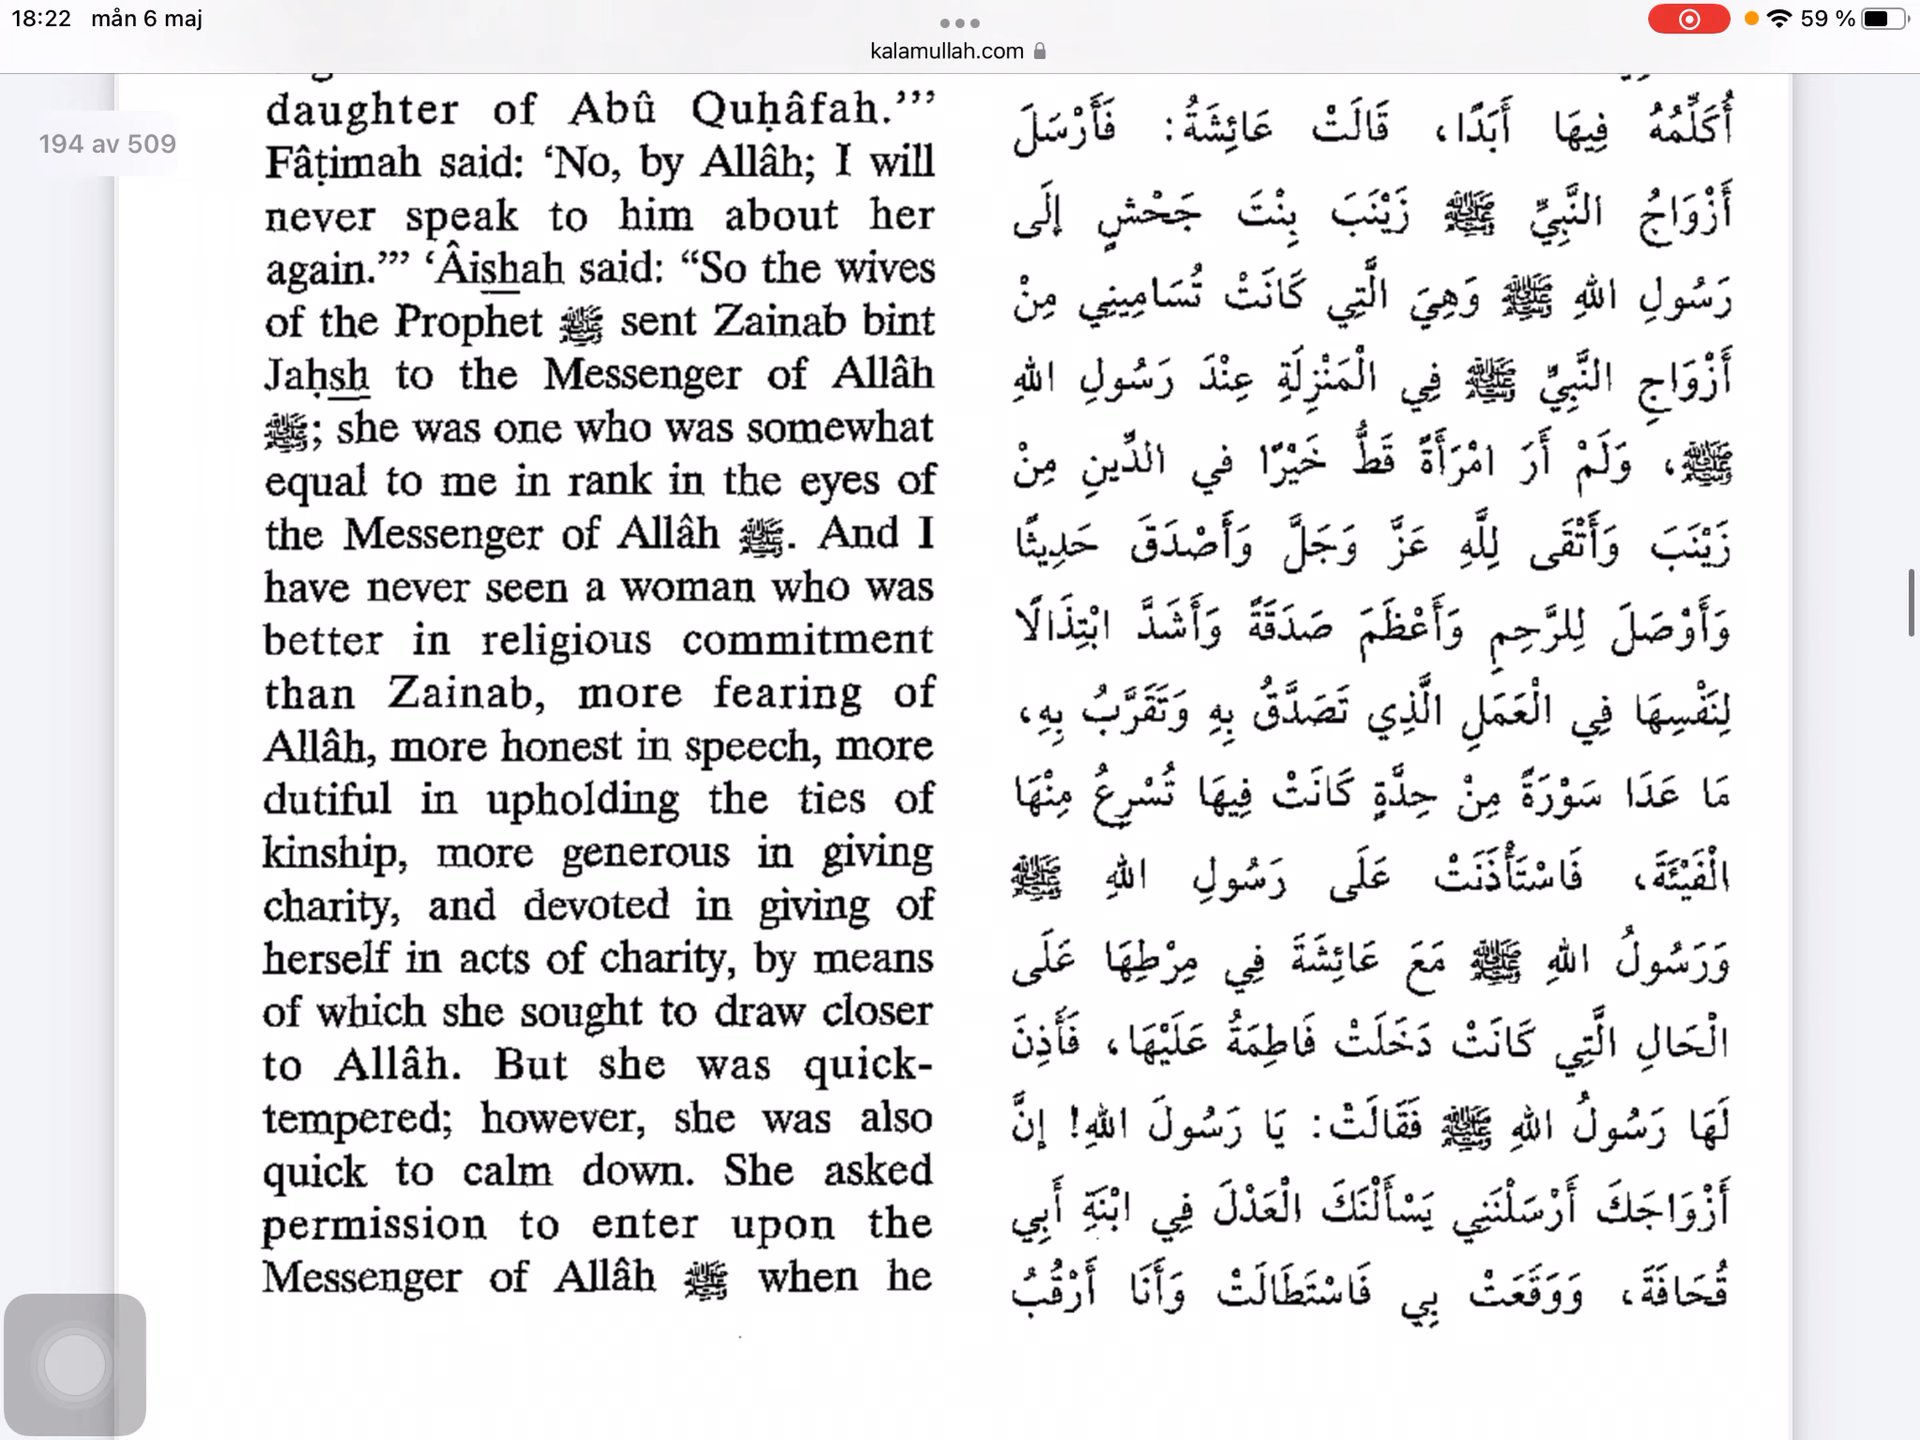 18:22 mån 6 maj
59 %
kalamullah.com
194 av 509
daughter of Abû Quḥâfah.’”
Fâṭimah said: ‘No, by Allâh; I will
never speak to him about her
again.”’ ‘Âishah said: “So the wives
of the Prophet ﷺ sent Zainab bint
Jaḥsh to the Messenger of Allâh
ﷺ; she was one who was somewhat
equal to me in rank in the eyes of
the Messenger of Allâh ﷺ. And I
have never seen a woman who was
better in religious commitment
than Zainab, more fearing of
Allâh, more honest in speech, more
dutiful in upholding the ties of
kinship, more generous in giving
charity, and devoted in giving of
herself in acts of charity, by means
of which she sought to draw closer
to Allâh. But she was quick-
tempered; however, she was also
quick to calm down. She asked
permission to enter upon the
Messenger of Allâh ﷺ when he
أُكَلِّمُهُ فِيهَا أَبَدًا، قَالَتْ عَائِشَةُ: فَأَرْسَلَ
أَزْوَاجُ النَّبِيِّ ﷺ زَيْنَبَ بِنْتَ جَحْشٍ إِلَى
رَسُولِ اللهِ ﷺ وَهِيَ الَّتِي كَانَتْ تُسَامِينِي مِنْ
أَزْوَاجِ النَّبِيِّ ﷺ فِي الْمَنْزِلَةِ عِنْدَ رَسُولِ اللهِ
ﷺ، وَلَمْ أَرَ امْرَأَةً قَطُّ خَيْرًا في الدِّينِ مِنْ
زَيْنَبَ وَأَتْقَى لِلَّهِ عَزَّ وَجَلَّ وَأَصْدَقَ حَدِيثًا
وَأَوْصَلَ لِلرَّحِمِ وَأَعْظَمَ صَدَقَةً وَأَشَدَّ ابْتِذَالًا
لِنَفْسِهَا فِي الْعَمَلِ الَّذِي تَصَدَّقُ بِهِ وَتَقَرَّبُ بِهِ،
مَا عَدَا سَوْرَةً مِنْ حِدَّةٍ كَانَتْ فِيهَا تُسْرِعُ مِنْهَا
الْفَيْئَةَ، فَاسْتَأْذَنَتْ عَلَى رَسُولِ اللهِ ﷺ
وَرَسُولُ اللهِ ﷺ مَعَ عَائِشَةَ فِي مِرْطِهَا عَلَى
الْحَالِ الَّتِي كَانَتْ دَخَلَتْ فَاطِمَةُ عَلَيْهَا، فَأَذِنَ
لَهَا رَسُولُ اللهِ ﷺ فَقَالَتْ: يَا رَسُولَ اللهِ! إِنَّ
أَزْوَاجَكَ أَرْسَلْنَنِي يَسْأَلْنَكَ الْعَدْلَ فِي ابْنَةِ أَبِي
قُحَافَةَ، وَوَقَعَتْ بِي فَاسْتَطَالَتْ وَأَنَا أَرْقُبُ